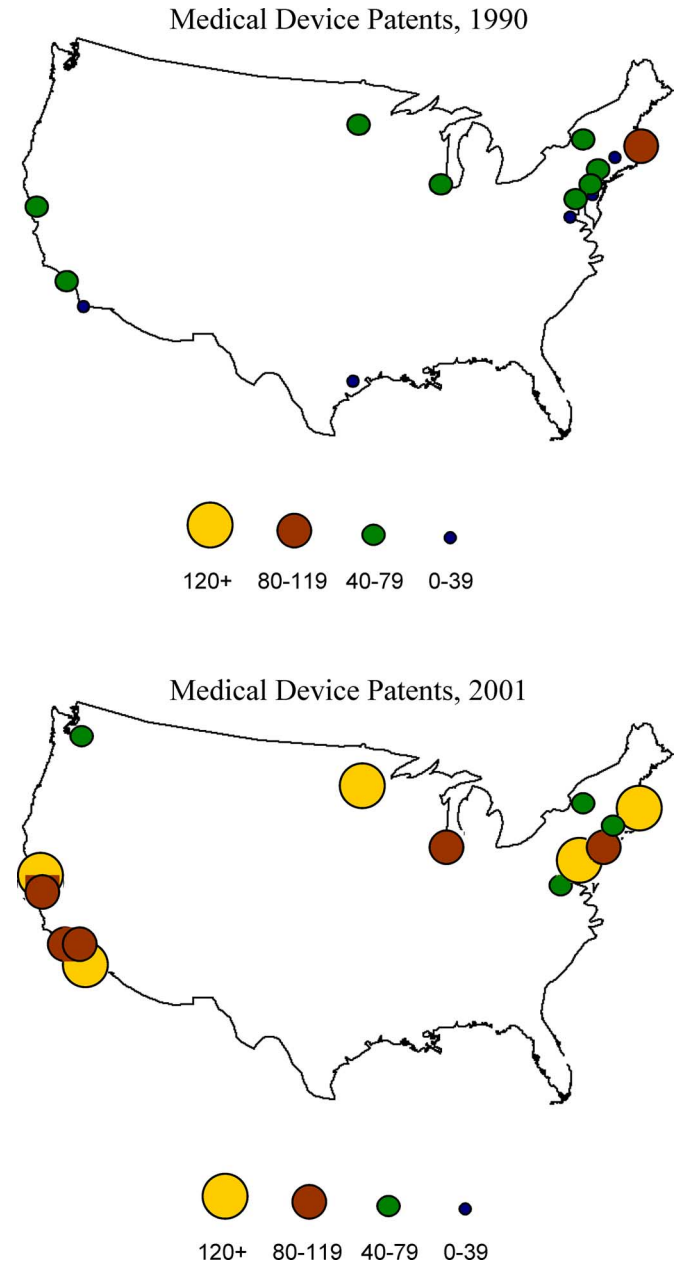 Medical Device Patents, 1990
120+ 80-119 40-79 0-39
Medical Device Patents, 2001
120+ 80-119 40-79 0-39